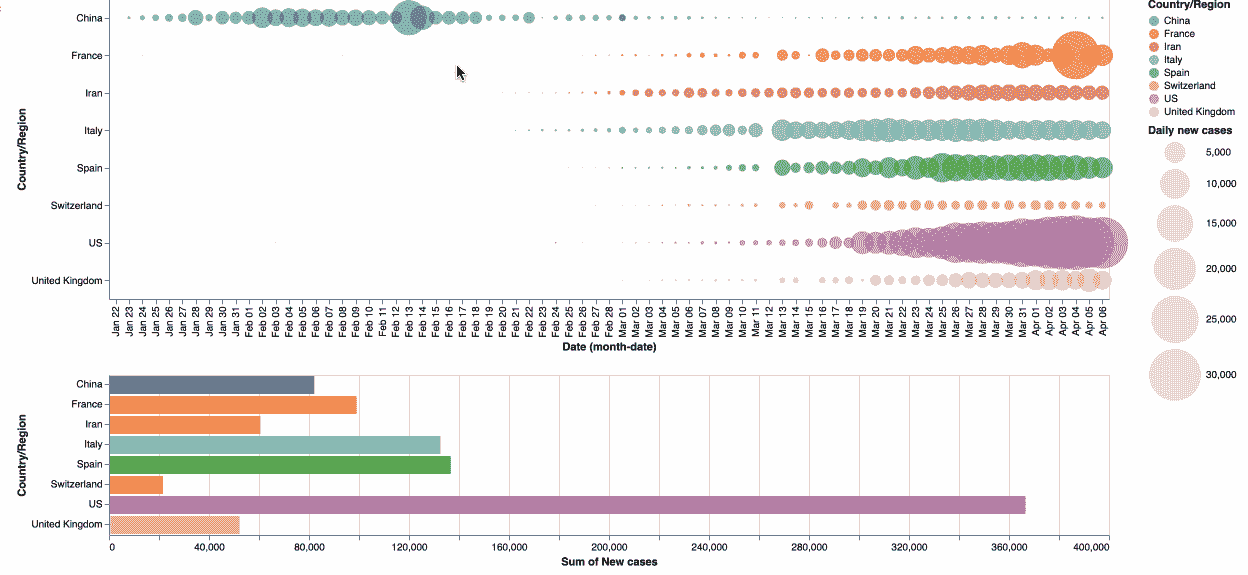 China
France
Iran
Italy
Spain
Switzerland
US
United Kingdom
Country/Region
Jan 22
Jan 23
Jan 24
Jan 25
Jan 26
Jan 27
Jan 28
Jan 29
Jan 30
Jan 31
Feb 01
Feb 02
Feb 03
Feb 04
Feb 05
Feb 06
Feb 07
Feb 08
Feb 09
Feb 10
Feb 11
Feb 12
Feb 13
Feb 14
Feb 15
Feb 16
Feb 17
Feb 18
Feb 19
Feb 20
Feb 21
Feb 22
Feb 23
Feb 24
Feb 25
Feb 26
Feb 27
Feb 28
Mar 01
Mar 02
Mar 03
Mar 04
Mar 05
Mar 06
Mar 07
Mar 08
Mar 09
Mar 10
Mar 11
Mar 12
Mar 13
Mar 14
Mar 15
Mar 16
Mar 17
Mar 18
Mar 19
Mar 20
Mar 21
Mar 22
Mar 23
Mar 24
Mar 25
Mar 26
Mar 27
Mar 28
Mar 29
Mar 30
Mar 31
Apr 01
Apr 02
Apr 03
Apr 04
Apr 05
Apr 06
Date (month-date)
Country/Region
China
France
Iran
Italy
Spain
Switzerland
US
United Kingdom
Daily new cases
5,000
10,000
15,000
20,000
25,000
30,000
Country/Region
China
France
Iran
Italy
Spain
Switzerland
US
United Kingdom
0
40,000
80,000
120,000
160,000
200,000
240,000
280,000
320,000
360,000
400,000
Sum of New cases